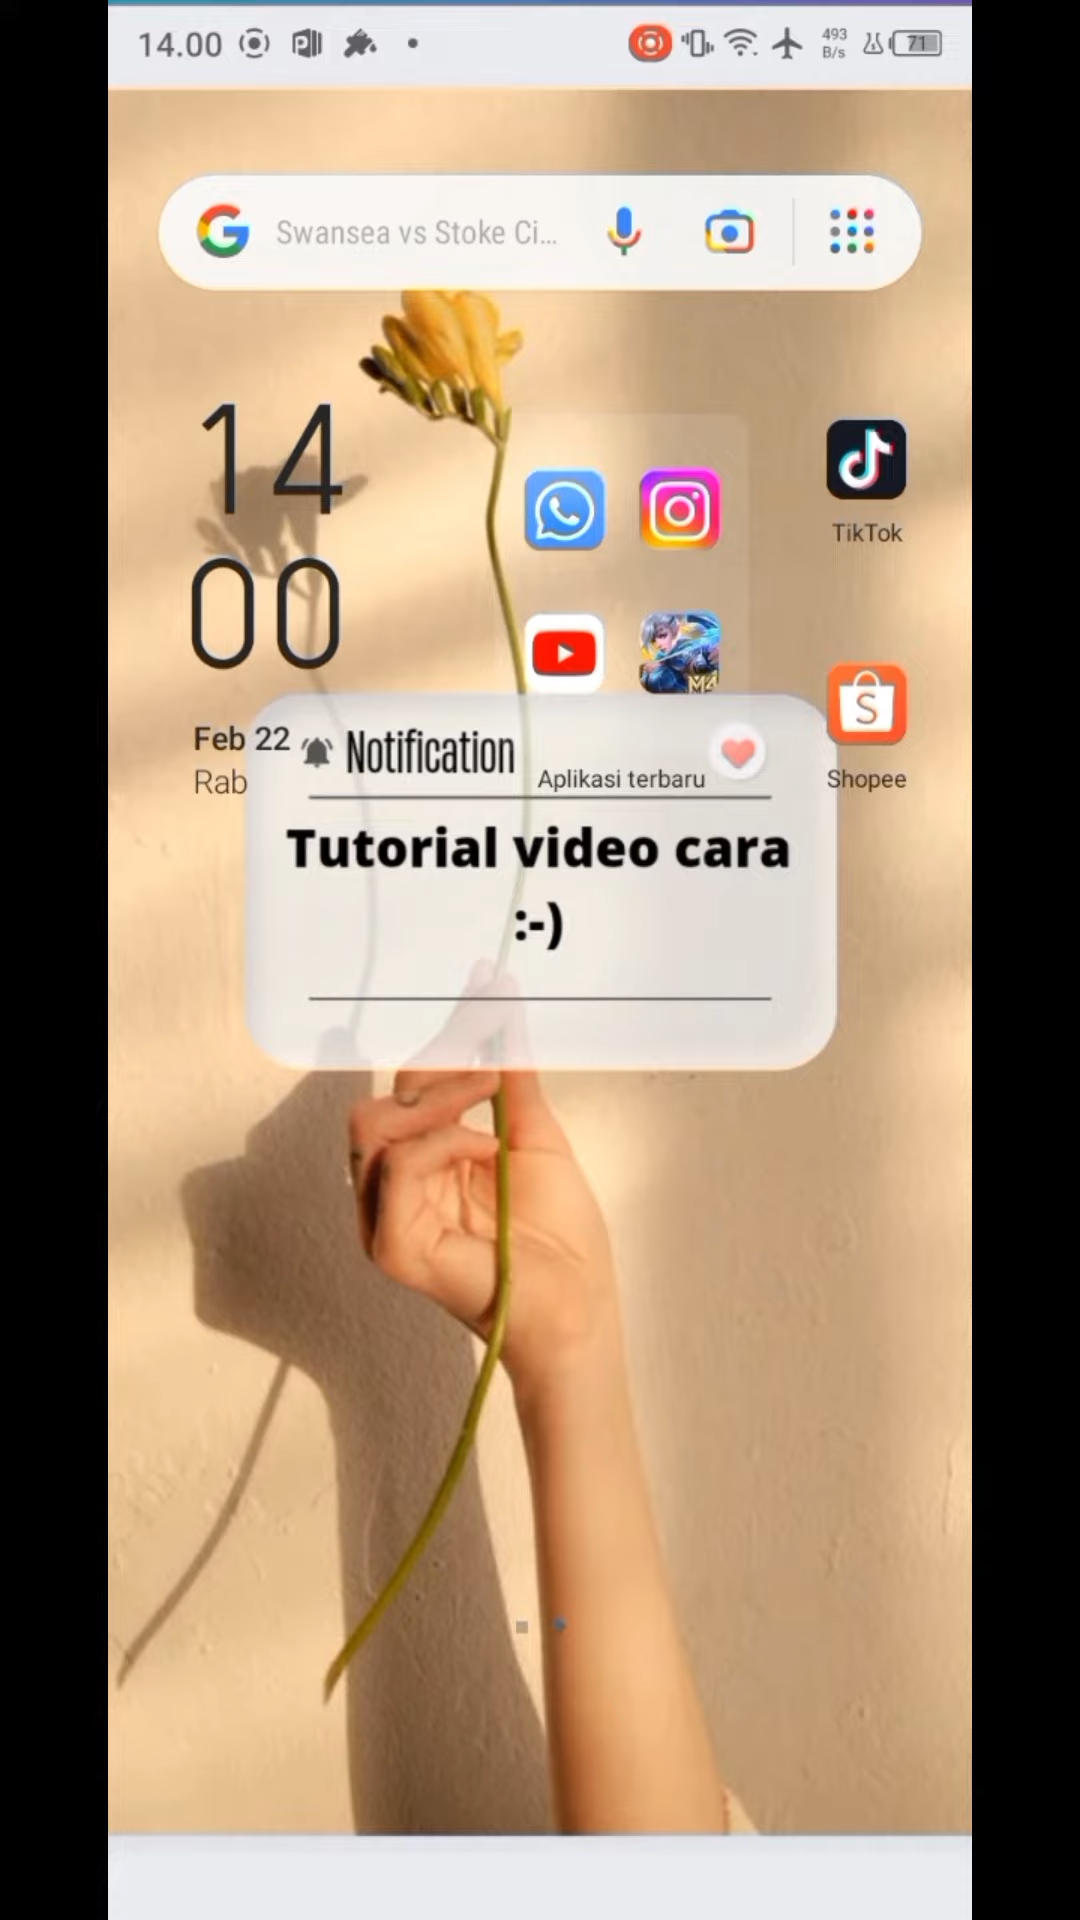 14.00
493
B/s
71
Swansea vs Stoke Ci...
14
00
Feb 22
Rab
TikTok
M4
Shopee
Notification
Aplikasi terbaru
Tutorial video cara
:-)